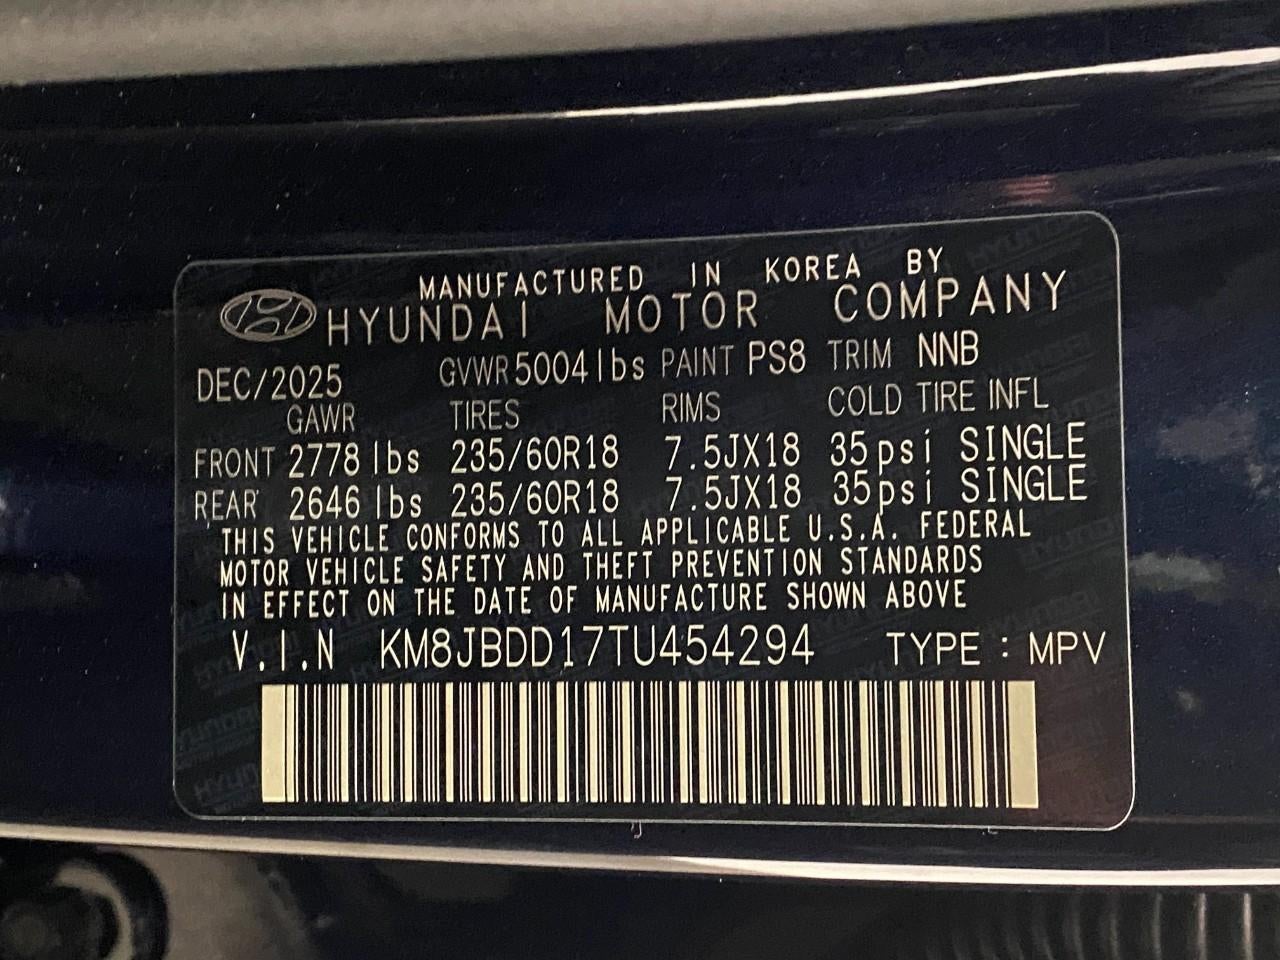 MANUFACTURED IN KOREA BY
HYUNDAI MOTOR COMPANY
DEC/2025 GVWR 5004lbs PAINT PS8 TRIM NNB
GAWR TIRES RIMS COLD TIRE INFL
FRONT 2778 lbs 235/60R18 7.5JX18 35psi SINGLE
REAR 2646 lbs 235/60R18 7.5JX18 35psi SINGLE
THIS VEHICLE CONFORMS TO ALL APPLICABLE U.S.A. FEDERAL
MOTOR VEHICLE SAFETY AND THEFT PREVENTION STANDARDS
IN EFFECT ON THE DATE OF MANUFACTURE SHOWN ABOVE
V.I.N KM8JBDD17TU454294 TYPE : MPV